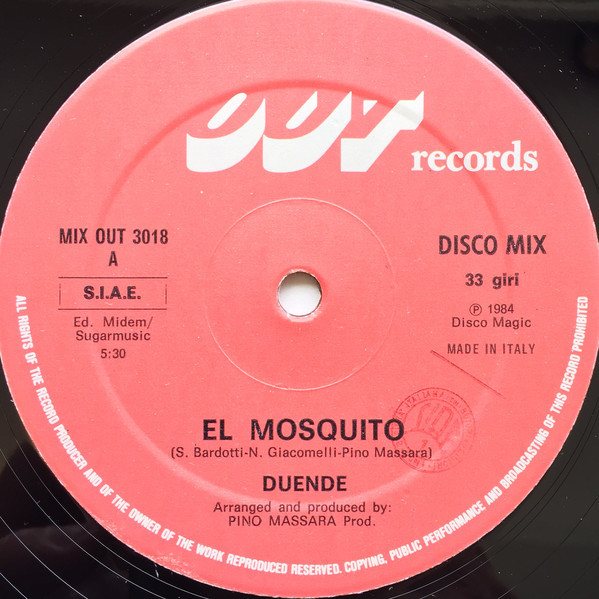 OUT records
MIX OUT 3018
A
S.I.A.E.
Ed. Midem/
Sugarmusic
5:30
DISCO MIX
33 giri
℗ 1984
Disco Magic
MADE IN ITALY
EL MOSQUITO
(S. Bardotti-N. Giacomelli-Pino Massara)
DUENDE
Arranged and produced by:
PINO MASSARA Prod.
ALL RIGHTS OF THE RECORD PRODUCER AND OF THE OWNER OF THE WORK REPRODUCED RESERVED. COPYING, PUBLIC PERFORMANCE AND BROADCASTING OF THIS RECORD PROHIBITED